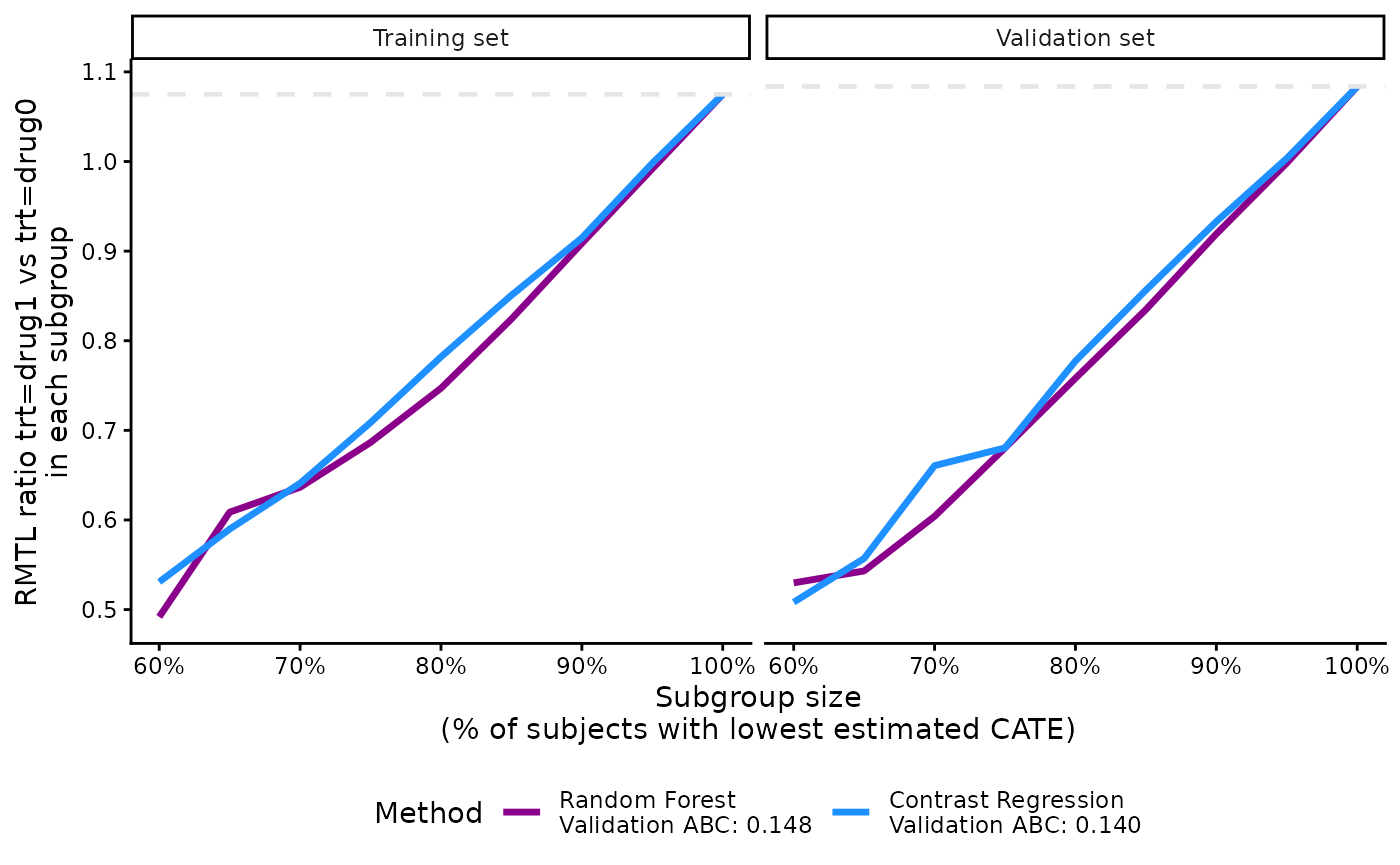 Training set
Validation set
RMTL ratio trt=drug1 vs trt=drug0
in each subgroup
1.1
1.0
0.9
0.8
0.7
0.6
0.5
60% 70% 80% 90% 100%
60% 70% 80% 90% 100%
Subgroup size
(% of subjects with lowest estimated CATE)
Method
Random Forest
Validation ABC: 0.148
Contrast Regression
Validation ABC: 0.140